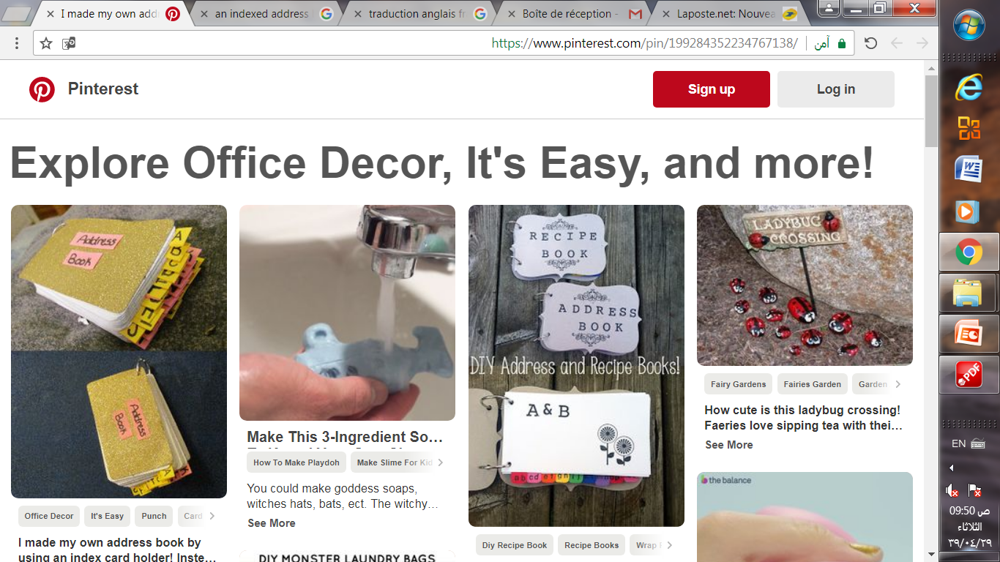 I made my own add
an indexed address
traduction anglais fr
Boîte de réception -
Laposte.net: Nouvea
https://www.pinterest.com/pin/199284352234767138/
آمن
Pinterest
Sign up
Log in
Explore Office Decor, It's Easy, and more!
Address
Book
A
B
C
D
Address
Book
Office Decor
It's Easy
Punch
Card
I made my own address book by
using an index card holder! Inste…
Make This 3-Ingredient So…
How To Make Playdoh
Make Slime For Kid
You could make goddess soaps,
witches hats, bats, ect. The witchy…
See More
DIY MONSTER LAUNDRY BAGS
RECIPE
BOOK
ADDRESS
BOOK
DIY Address and Recipe Books!
A & B
a b c d e f g h i j
Diy Recipe Book
Recipe Books
Wrap
LADYBUG
CROSSING
Fairy Gardens
Fairies Garden
Garden
How cute is this ladybug crossing!
Faeries love sipping tea with thei…
See More
the balance
W
PDF
EN
09:50 ص
الثلاثاء
٣٩/٠٤/٢٩